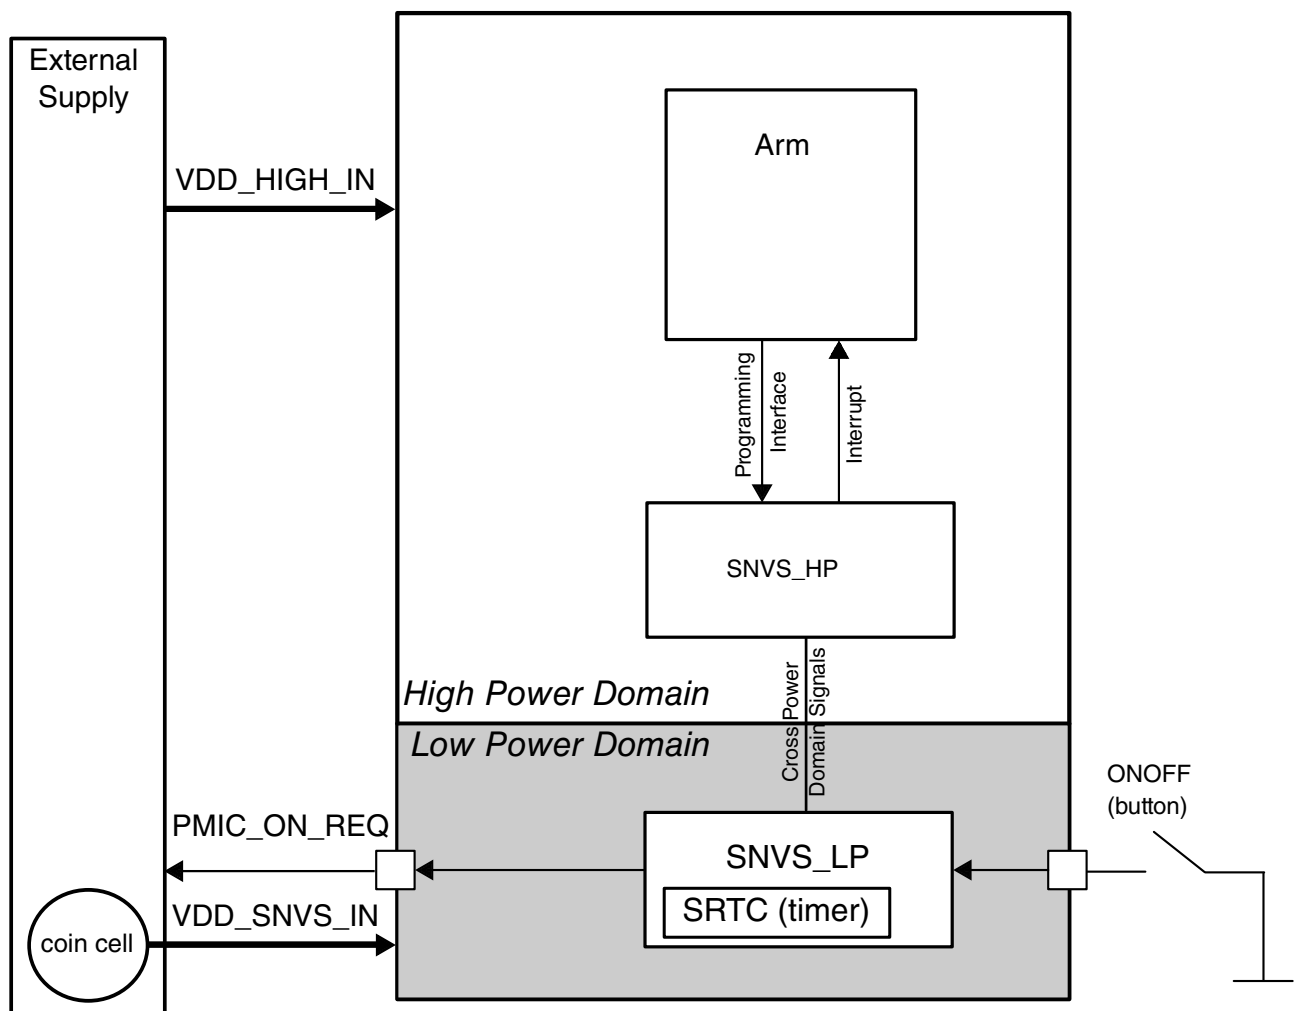 External
Supply
VDD_HIGH_IN
Arm
Programming
Interface
Interrupt
SNVS_HP
Cross Power
Domain Signals
High Power Domain
Low Power Domain
ONOFF
(button)
PMIC_ON_REQ
SNVS_LP
SRTC (timer)
VDD_SNVS_IN
coin cell